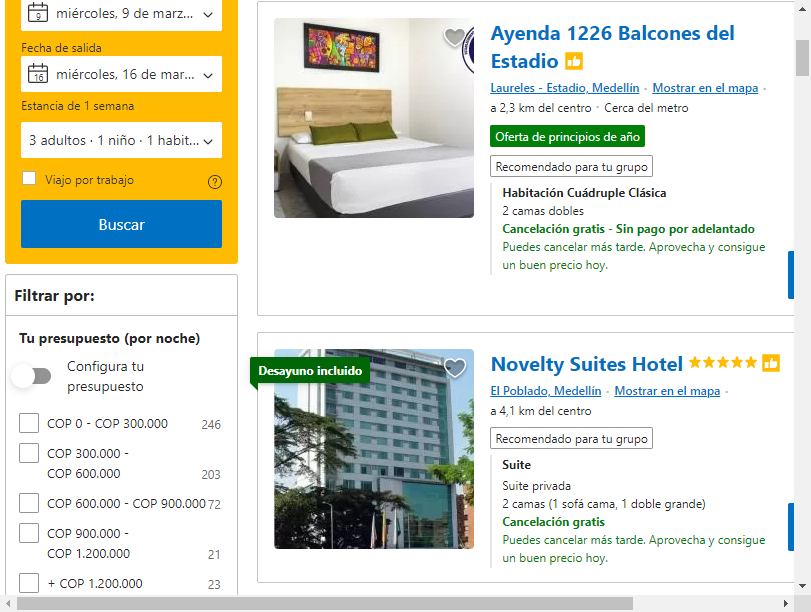 9
miércoles, 9 de marz...
Fecha de salida
16
miércoles, 16 de mar...
Estancia de 1 semana
3 adultos · 1 niño · 1 habit...
Viajo por trabajo
?
Buscar
Filtrar por:
Tu presupuesto (por noche)
Configura tu
presupuesto
COP 0 - COP 300.000 246
COP 300.000 -
COP 600.000 203
COP 600.000 - COP 900.000 72
COP 900.000 -
COP 1.200.000 21
+ COP 1.200.000 23
Ayenda 1226 Balcones del
Estadio
Laureles - Estadio, Medellín · Mostrar en el mapa ·
a 2,3 km del centro · Cerca del metro
Oferta de principios de año
Recomendado para tu grupo
Habitación Cuádruple Clásica
2 camas dobles
Cancelación gratis - Sin pago por adelantado
Puedes cancelar más tarde. Aprovecha y consigue
un buen precio hoy.
Desayuno incluido
Novelty Suites Hotel
El Poblado, Medellín · Mostrar en el mapa ·
a 4,1 km del centro
Recomendado para tu grupo
Suite
Suite privada
2 camas (1 sofá cama, 1 doble grande)
Cancelación gratis
Puedes cancelar más tarde. Aprovecha y consigue
un buen precio hoy.